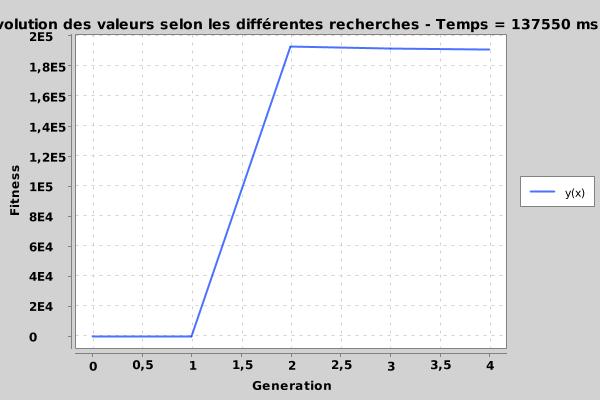 volution des valeurs selon les différentes recherches - Temps = 137550 ms
2E5
1,8E5
1,6E5
1,4E5
1,2E5
1E5
8E4
6E4
4E4
2E4
0
Fitness
y(x)
0 0,5 1 1,5 2 2,5 3 3,5 4
Generation